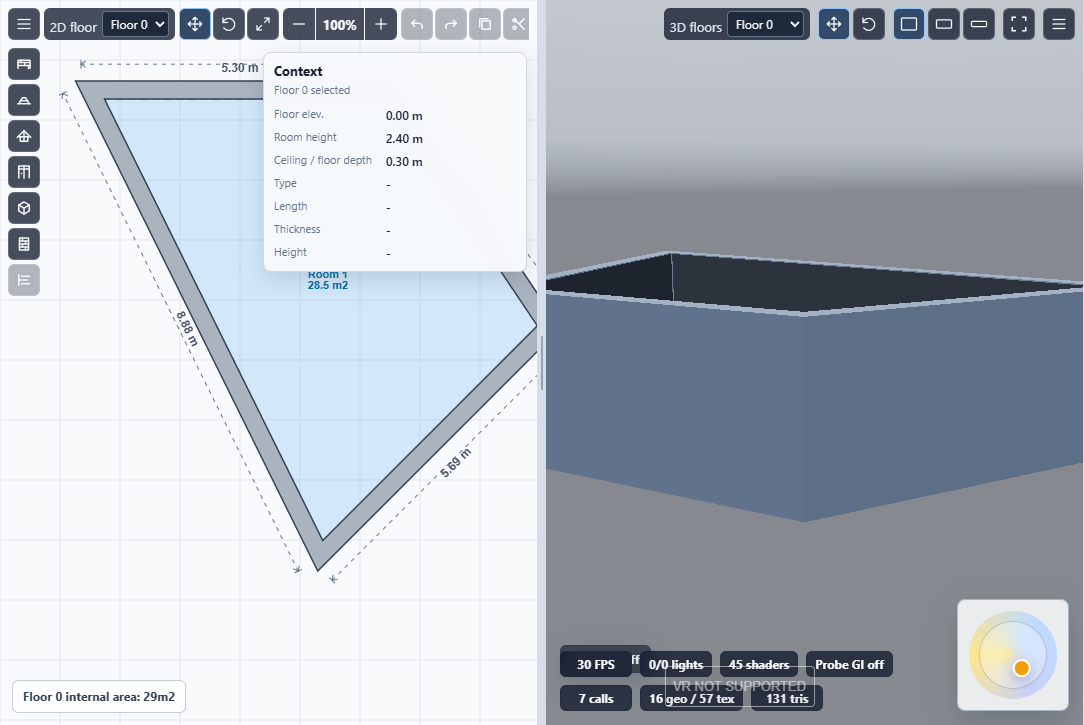 2D floor Floor 0 100%
3D floors Floor 0
5.30 m
Context
Floor 0 selected
Floor elev. 0.00 m
Room height 2.40 m
Ceiling / floor depth 0.30 m
Type -
Length -
Thickness -
Height -
Room 1
28.5 m2
8.88 m
5.69 m
Floor 0 internal area: 29m2
30 FPS ff 0/0 lights 45 shaders Probe GI off
VR NOT SUPPORTED
7 calls 16 geo / 57 tex 131 tris